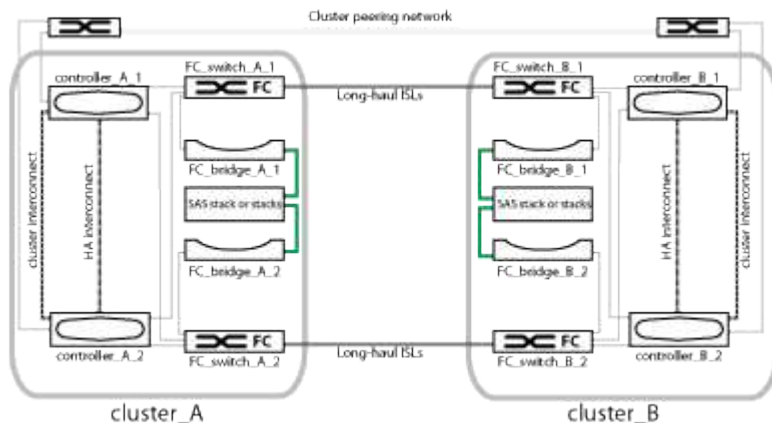 Cluster peering network
FC_switch_A_1
FC_switch_B_1
controller_A_1
controller_B_1
FC
FC
Long-haul ISLs
FC_bridge_A_1
FC_bridge_B_1
cluster interconnect
HA interconnect
SAS stack or stacks
SAS stack or stacks
HA interconnect
cluster interconnect
FC_bridge_A_2
FC_bridge_B_2
FC
FC
controller_A_2
Long-haul ISLs
controller_B_2
FC_switch_A_2
FC_switch_B_2
cluster_A
cluster_B